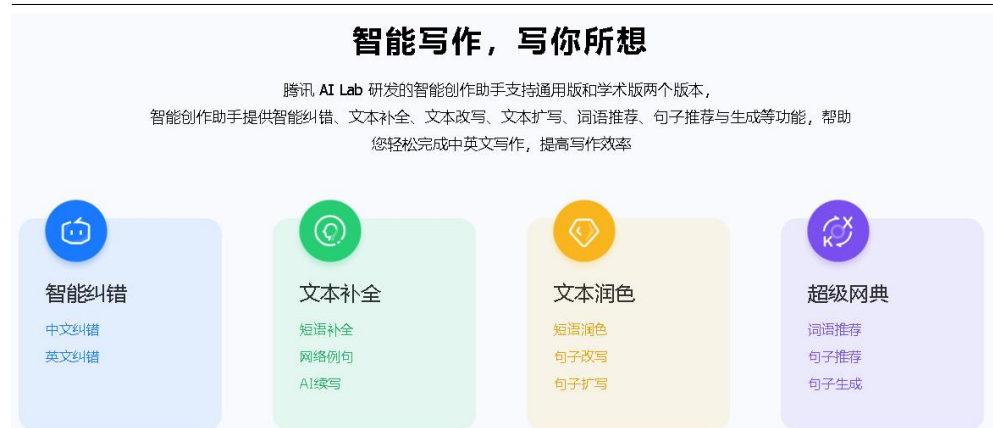 智能写作，写你所想
腾讯 AI Lab 研发的智能创作助手支持通用版和学术版两个版本，
智能创作助手提供智能纠错、文本补全、文本改写、文本扩写、词语推荐、句子推荐与生成等功能，帮助
您轻松完成中英文写作，提高写作效率
智能纠错
中文纠错
英文纠错
文本补全
短语补全
网络例句
AI续写
文本润色
短语润色
句子改写
句子扩写
K X
超级网典
词语推荐
句子推荐
句子生成